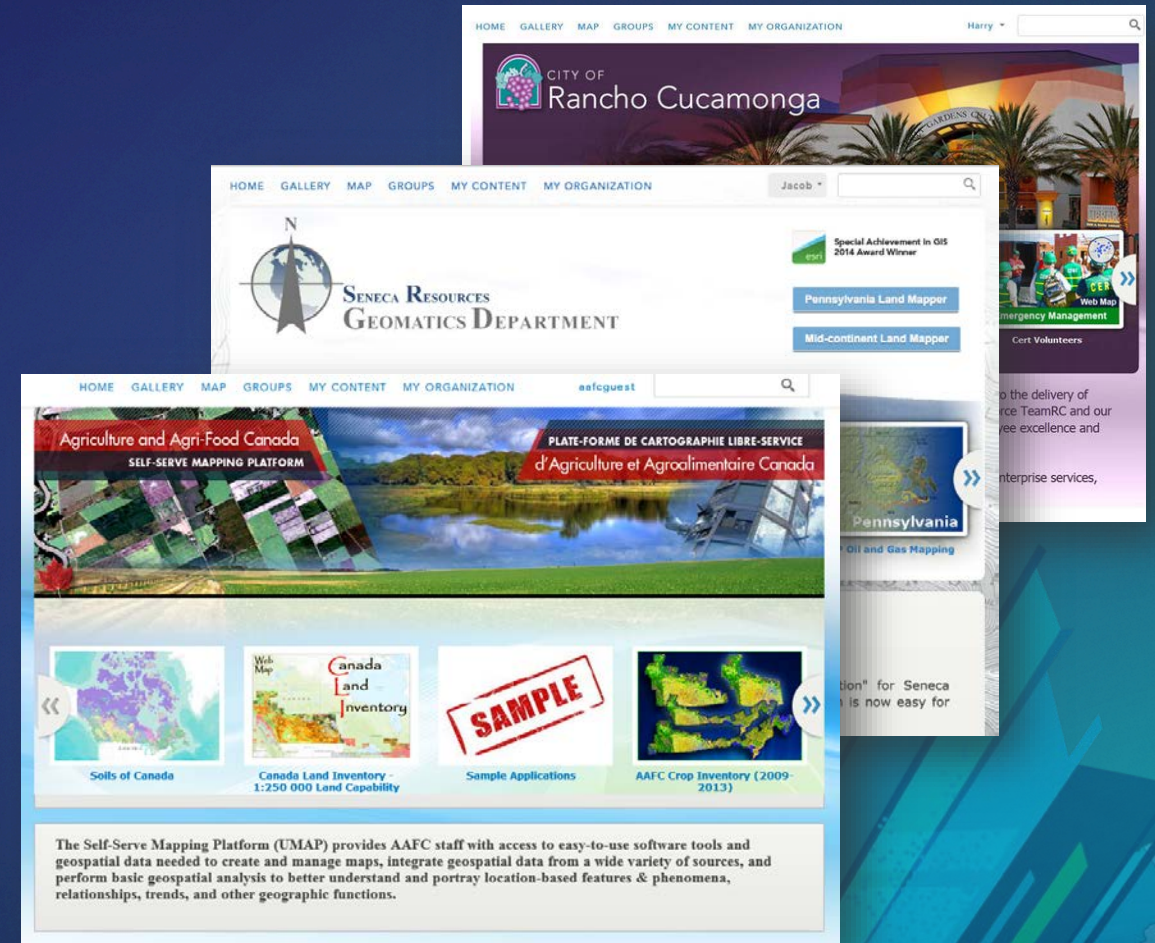 HOME GALLERY MAP GROUPS MY CONTENT MY ORGANIZATION Harry
CITY OF
Rancho Cucamonga
GARDENS
Web Map
Emergency Management
Cert Volunteers
to the delivery of
TeamRC and our
excellence and
enterprise services,
HOME GALLERY MAP GROUPS MY CONTENT MY ORGANIZATION Jacob
N
SENECA RESOURCES
GEOMATICS DEPARTMENT
esri
Special Achievement in GIS
2014 Award Winner
Pennsylvania Land Mapper
Mid-continent Land Mapper
Pennsylvania
Oil and Gas Mapping
for Seneca
is now easy for
HOME GALLERY MAP GROUPS MY CONTENT MY ORGANIZATION aafcguest
Agriculture and Agri-Food Canada
SELF-SERVE MAPPING PLATFORM
PLATE-FORME DE CARTOGRAPHIE LIBRE-SERVICE
d'Agriculture et Agroalimentaire Canada
Web
Map
Canada
Land
Inventory
SAMPLE
Soils of Canada
Canada Land Inventory -
1:250 000 Land Capability
Sample Applications
AAFC Crop Inventory (2009-
2013)
The Self-Serve Mapping Platform (UMAP) provides AAFC staff with access to easy-to-use software tools and
geospatial data needed to create and manage maps, integrate geospatial data from a wide variety of sources, and
perform basic geospatial analysis to better understand and portray location-based features & phenomena,
relationships, trends, and other geographic functions.